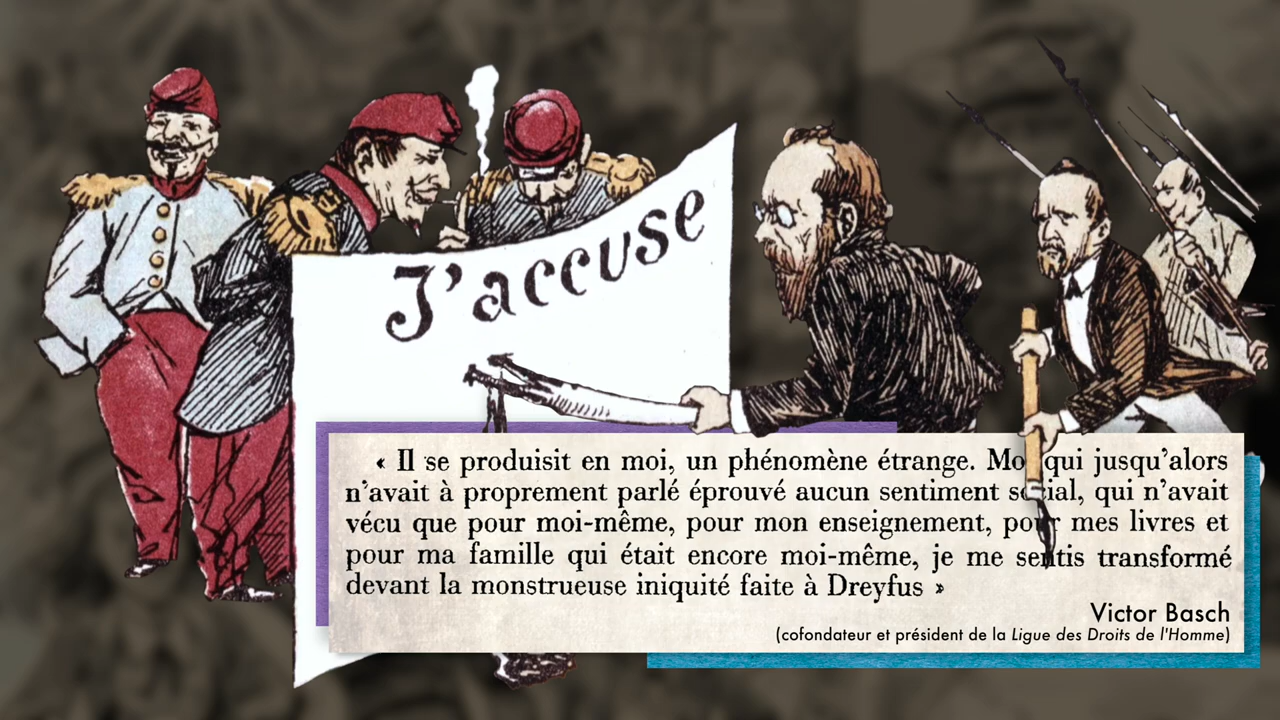 J'accuse
« Il se produisit en moi, un phénomène étrange. Moi qui jusqu'alors
n'avait à proprement parlé éprouvé aucun sentiment social, qui n'avait
vécu que pour moi-même, pour mon enseignement, pour mes livres et
pour ma famille qui était encore moi-même, je me sentis transformé
devant la monstrueuse iniquité faite à Dreyfus »
Victor Basch
(cofondateur et président de la Ligue des Droits de l'Homme)